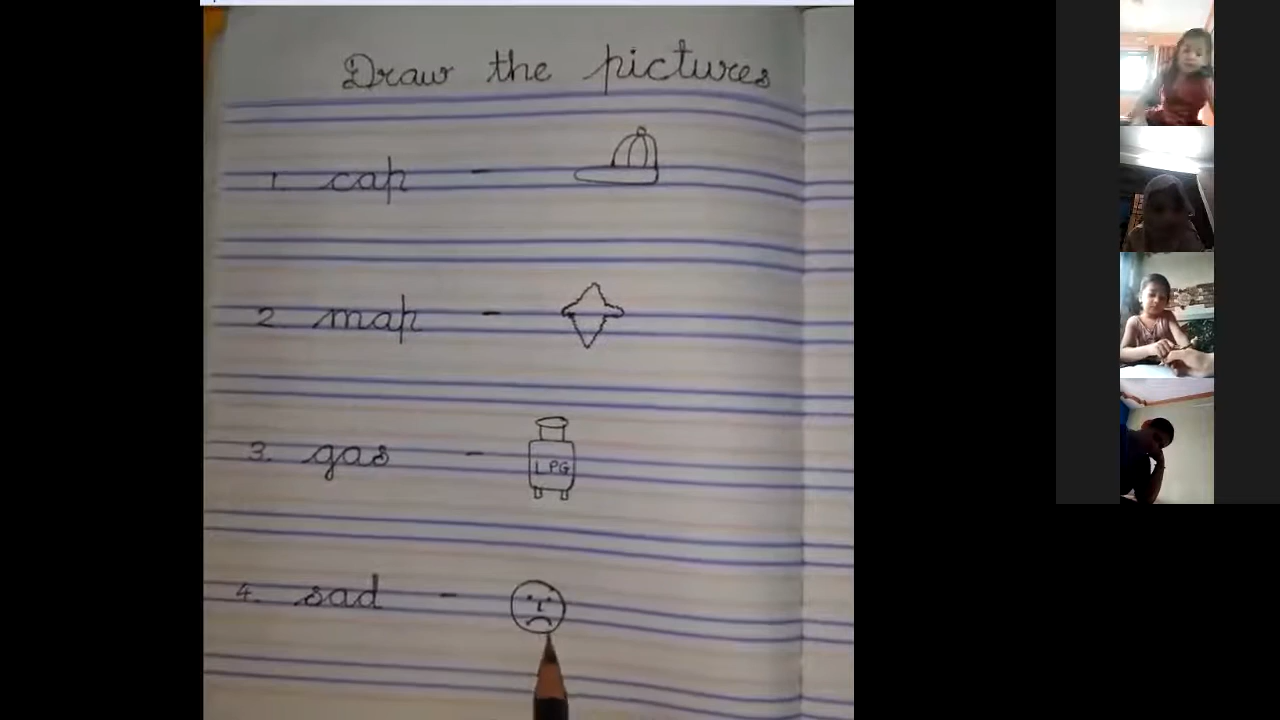 Draw the pictures
1. cap -
2. map -
3. gas - LPG
4. sad -